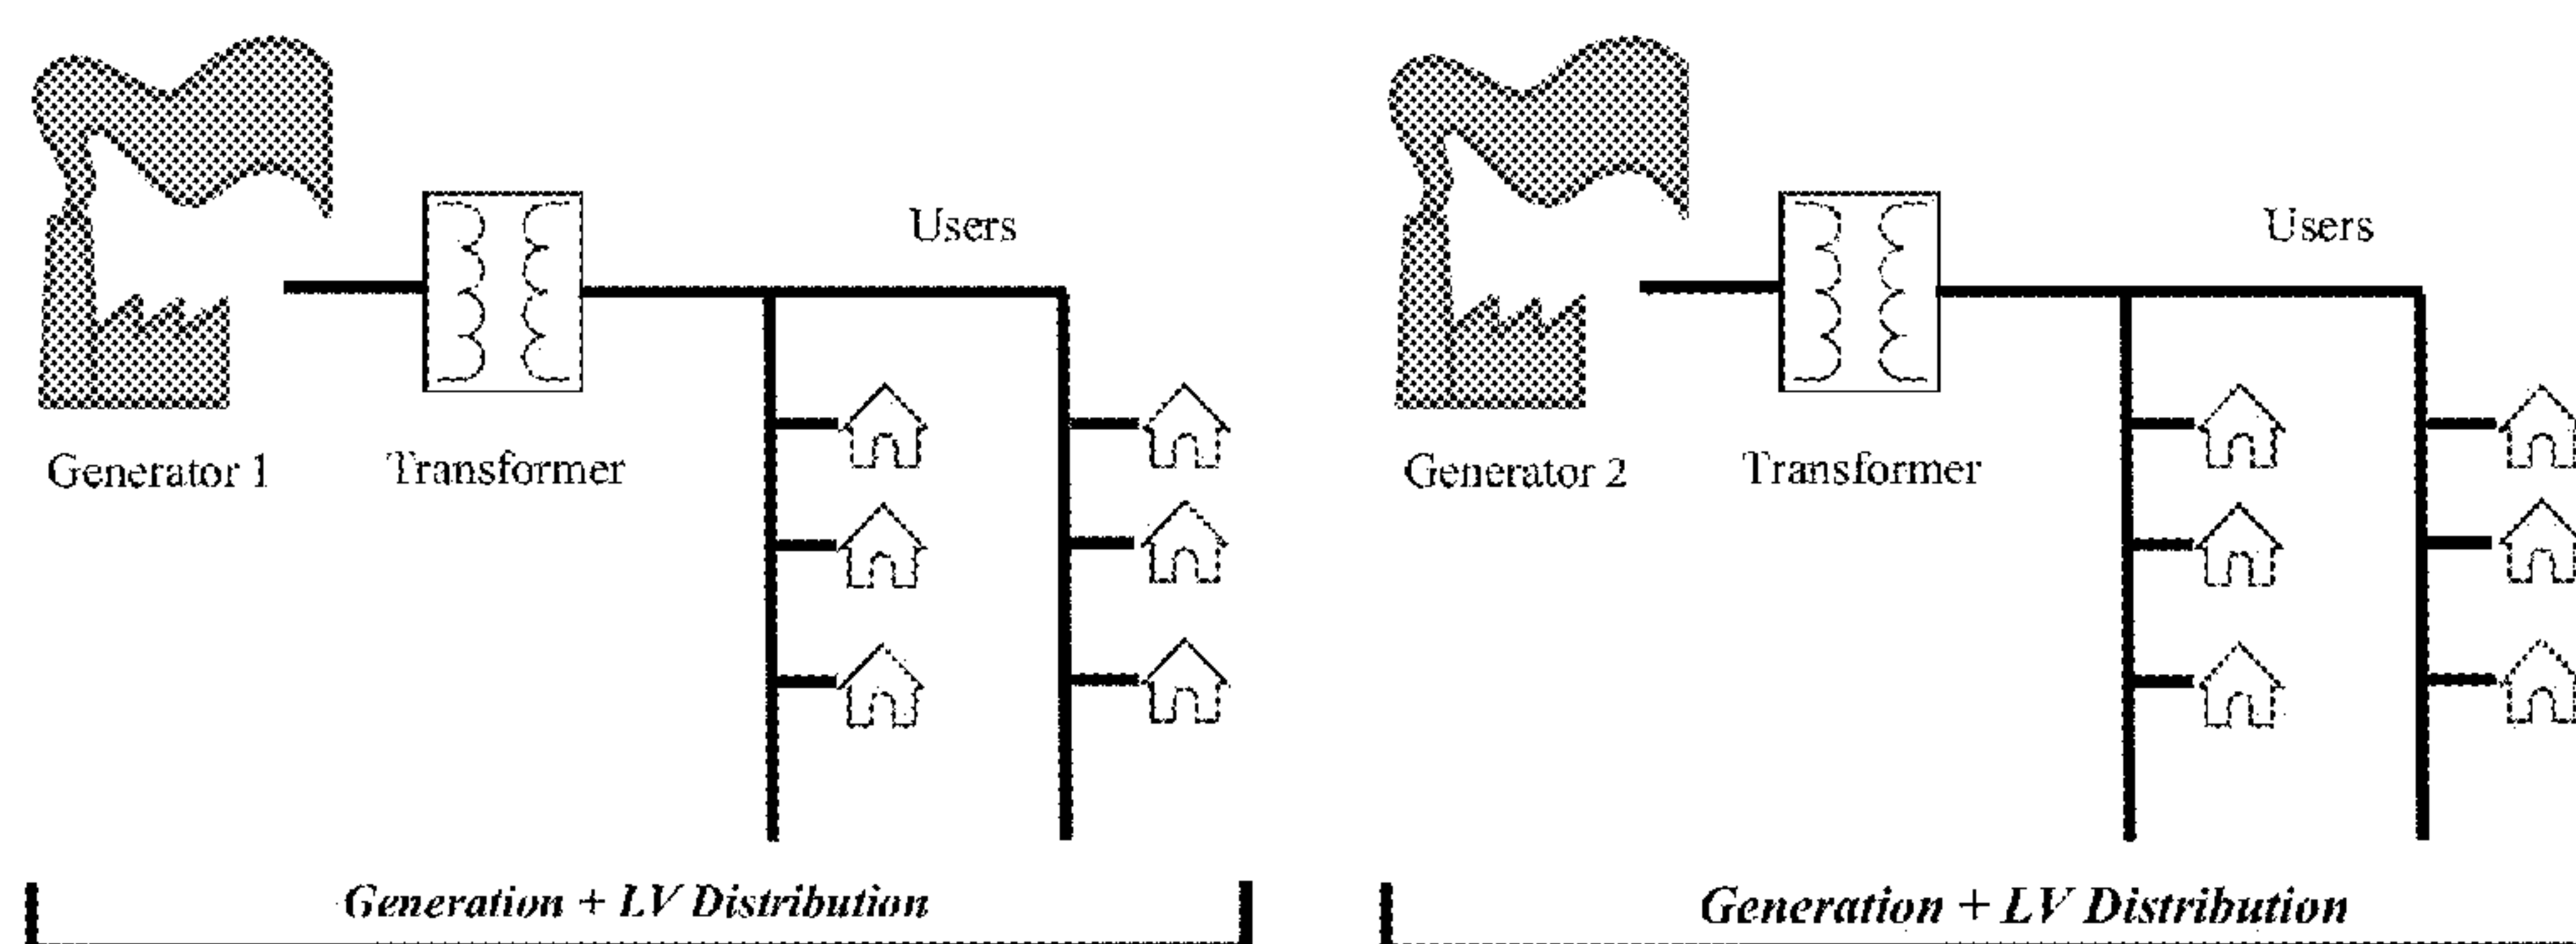 Users
Generator 1
Transformer
Generation + LV Distribution
Users
Generator 2
Transformer
Generation + LV Distribution